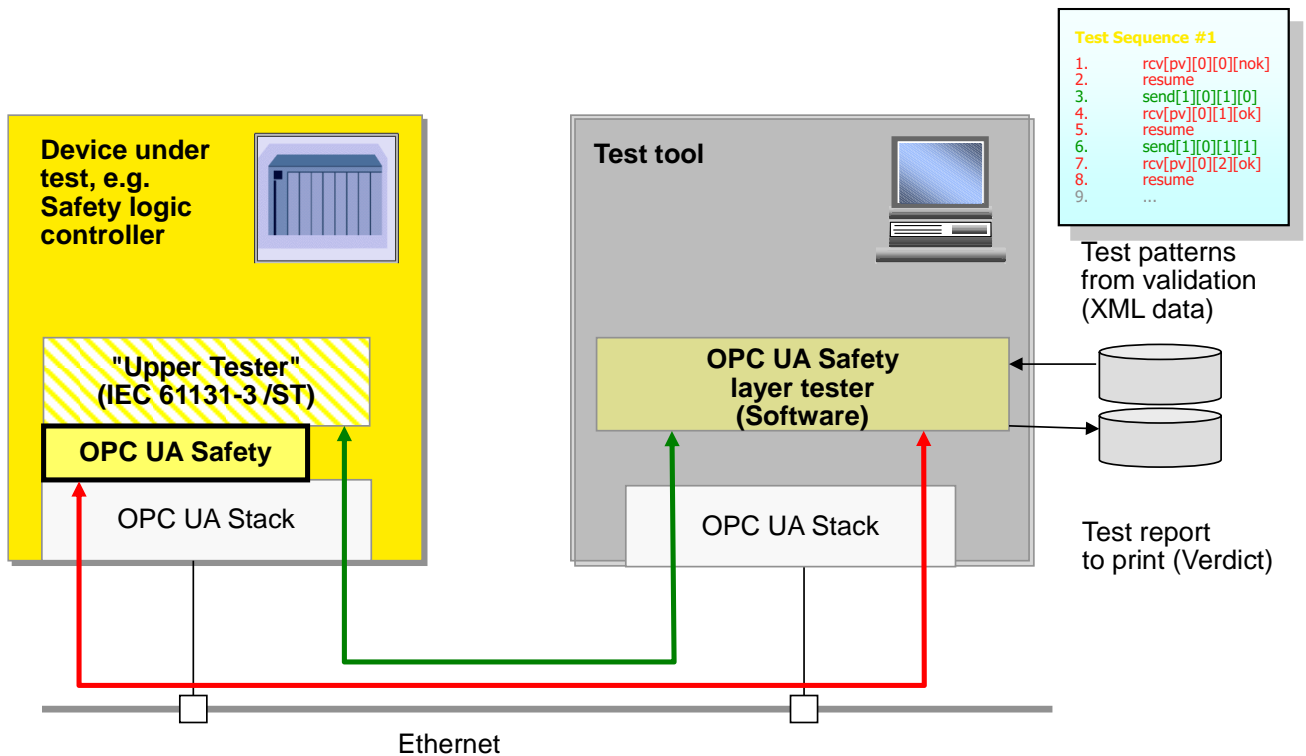 Test Sequence #1
1. rcv[pv][0][0][nok]
2. resume
3. send[1][0][1][0]
4. rcv[pv][0][1][ok]
5. resume
6. send[1][0][1][1]
7. rcv[pv][0][2][ok]
8. resume
9. ...
Device under
test, e.g.
Safety logic
controller
Test tool
Test patterns
from validation
(XML data)
"Upper Tester"
(IEC 61131-3 /ST)
OPC UA Safety
layer tester
(Software)
OPC UA Safety
OPC UA Stack
OPC UA Stack
Test report
to print (Verdict)
Ethernet